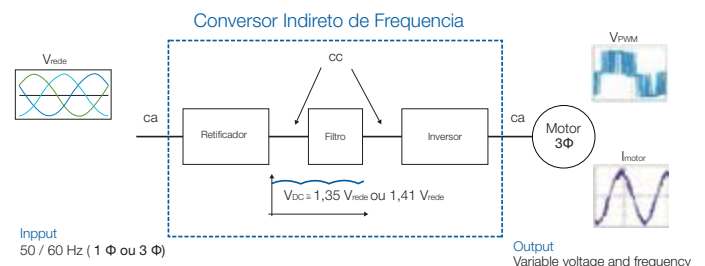 Conversor Indireto de Frequencia
Vrede
VPWM
cc
ca
Retificador
Filtro
Inversor
ca
Motor
3Φ
Imotor
VDC ≅ 1,35 Vrede ou 1,41 Vrede
Inpput
50 / 60 Hz ( 1 Φ ou 3 Φ)
Output
Variable voltage and frequency